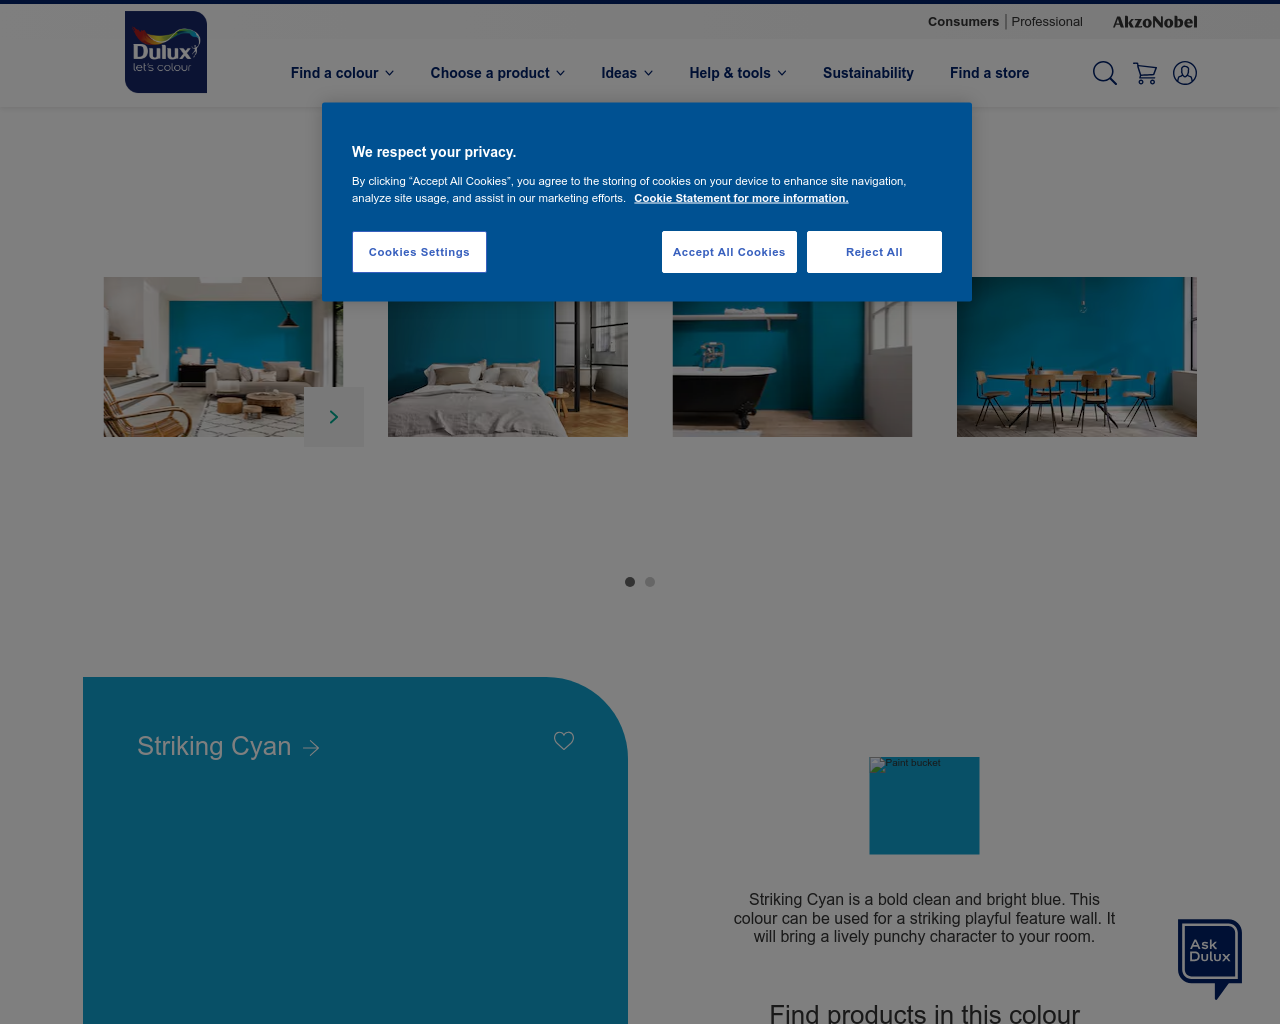 Consumers
Professional
AkzoNobel
Dulux
let's colour
Find a colour
Choose a product
Ideas
Help & tools
Sustainability
Find a store
We respect your privacy.
By clicking “Accept All Cookies”, you agree to the storing of cookies on your device to enhance site navigation,
analyze site usage, and assist in our marketing efforts. Cookie Statement for more information.
Cookies Settings
Accept All Cookies
Reject All
Striking Cyan
Paint bucket
Striking Cyan is a bold clean and bright blue. This
colour can be used for a striking playful feature wall. It
will bring a lively punchy character to your room.
Ask
Dulux
Find products in this colour